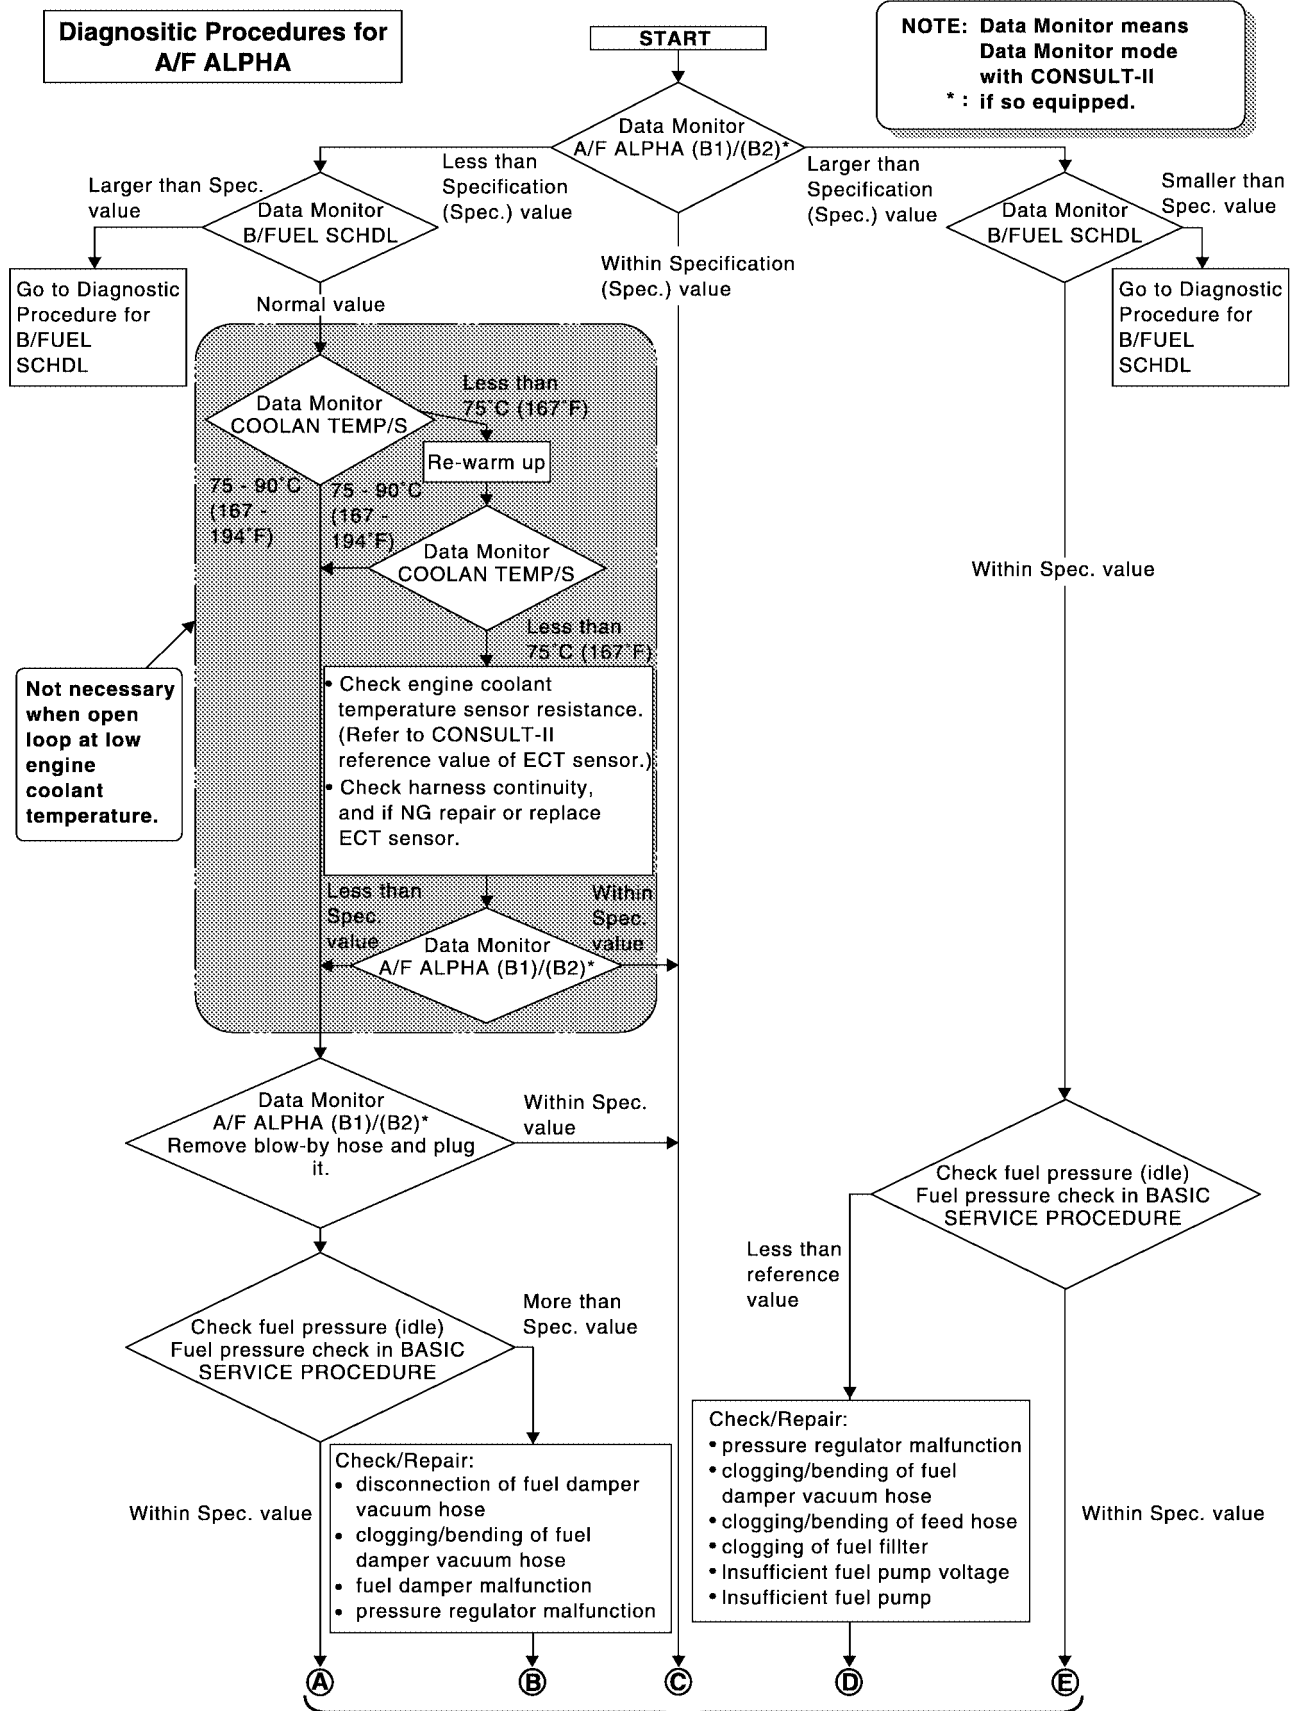 Diagnositic Procedures for
A/F ALPHA
START
NOTE: Data Monitor means
Data Monitor mode
with CONSULT-II
* : if so equipped.
Data Monitor
A/F ALPHA (B1)/(B2)*
Less than
Specification
(Spec.) value
Larger than
Specification
(Spec.) value
Within Specification
(Spec.) value
Larger than Spec.
value
Data Monitor
B/FUEL SCHDL
Data Monitor
B/FUEL SCHDL
Smaller than
Spec. value
Go to Diagnostic
Procedure for
B/FUEL
SCHDL
Normal value
Go to Diagnostic
Procedure for
B/FUEL
SCHDL
Data Monitor
COOLAN TEMP/S
Less than
75˚C (167˚F)
Re-warm up
75 - 90˚C
(167 -
194˚F)
75 - 90˚C
(167 -
194˚F)
Data Monitor
COOLAN TEMP/S
Within Spec. value
Less than
75˚C (167˚F)
Not necessary
when open
loop at low
engine
coolant
temperature.
• Check engine coolant
temperature sensor resistance.
(Refer to CONSULT-II
reference value of ECT sensor.)
• Check harness continuity,
and if NG repair or replace
ECT sensor.
Less than
Spec.
value
Within
Spec.
value
Data Monitor
A/F ALPHA (B1)/(B2)*
Data Monitor
A/F ALPHA (B1)/(B2)*
Remove blow-by hose and plug
it.
Within Spec.
value
Check fuel pressure (idle)
Fuel pressure check in BASIC
SERVICE PROCEDURE
Less than
reference
value
More than
Spec. value
Check fuel pressure (idle)
Fuel pressure check in BASIC
SERVICE PROCEDURE
Within Spec. value
Check/Repair:
• disconnection of fuel damper
vacuum hose
• clogging/bending of fuel
damper vacuum hose
• fuel damper malfunction
• pressure regulator malfunction
Check/Repair:
• pressure regulator malfunction
• clogging/bending of fuel
damper vacuum hose
• clogging/bending of feed hose
• clogging of fuel fillter
• Insufficient fuel pump voltage
• Insufficient fuel pump
Within Spec. value
A
B
C
D
E